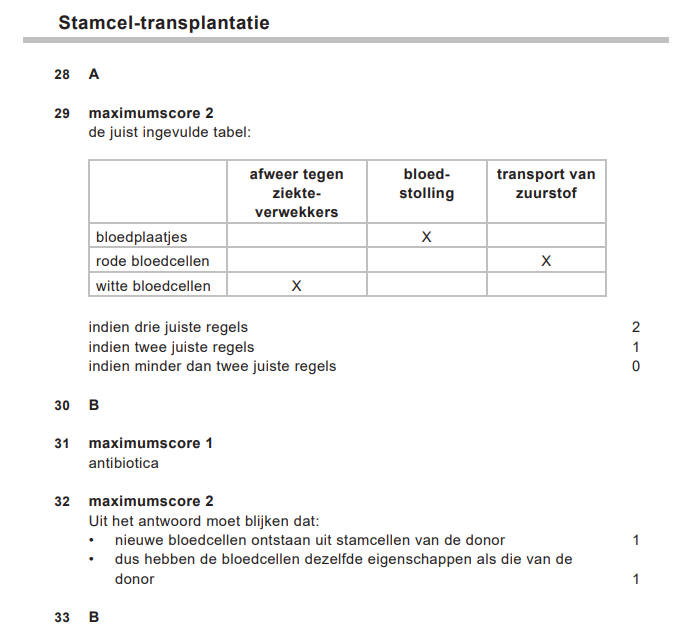 Stamcel-transplantatie
28 A
29 maximumscore 2
de juist ingevulde tabel:
afweer tegen ziekte-verwekkers bloed-stolling transport van zuurstof
bloedplaatjes X
rode bloedcellen X
witte bloedcellen X
indien drie juiste regels 2
indien twee juiste regels 1
indien minder dan twee juiste regels 0
30 B
31 maximumscore 1
antibiotica
32 maximumscore 2
Uit het antwoord moet blijken dat:
• nieuwe bloedcellen ontstaan uit stamcellen van de donor 1
• dus hebben de bloedcellen dezelfde eigenschappen als die van de
donor 1
33 B